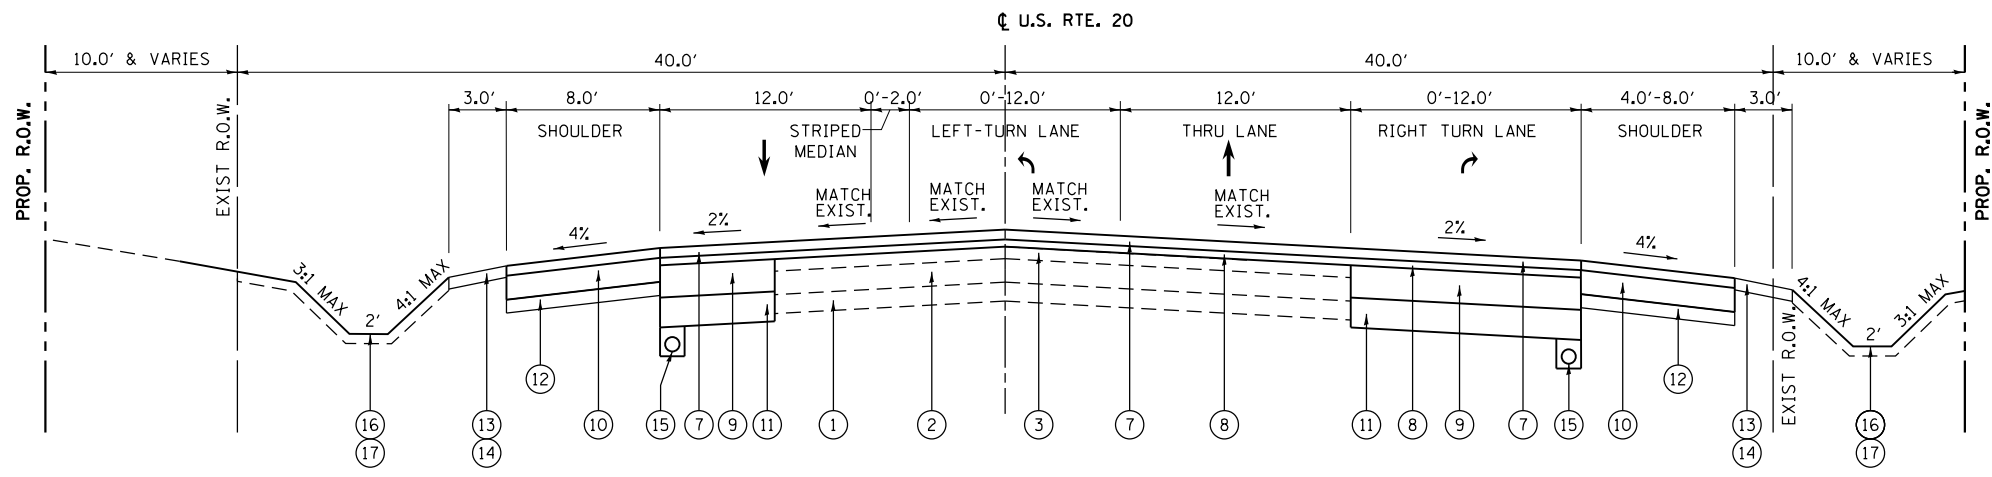 ℄ U.S. RTE. 20
10.0' & VARIES
40.0'
40.0'
10.0' & VARIES
3.0'
8.0'
12.0'
0'-2.0'
0'-12.0'
12.0'
0'-12.0'
4.0'-8.0'
3.0'
SHOULDER
STRIPED
MEDIAN
LEFT-TURN LANE
THRU LANE
RIGHT TURN LANE
SHOULDER
PROP. R.O.W.
EXIST R.O.W.
MATCH
EXIST.
MATCH
EXIST.
MATCH
EXIST.
MATCH
EXIST.
4%
2%
2%
4%
3:1 MAX
2'
4:1 MAX
4:1 MAX
2'
3:1 MAX
EXIST R.O.W.
PROP. R.O.W.
12
12
16
13
10
15
7
9
11
1
2
3
7
8
11
8
9
7
15
10
13
16
17
14
14
17